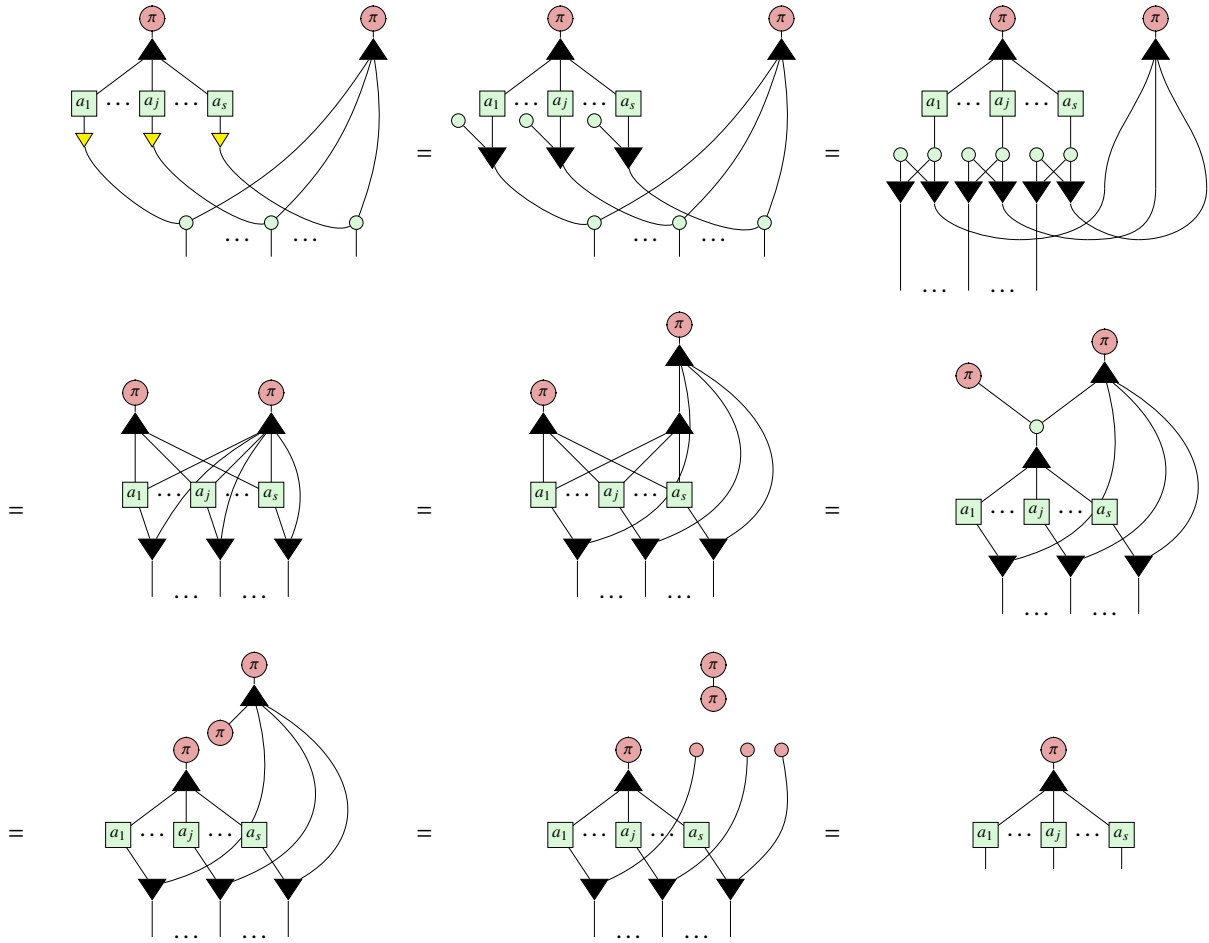 π π = π π = π π
a₁ ⋯ aⱼ ⋯ aₛ a₁ ⋯ aⱼ ⋯ aₛ a₁ ⋯ aⱼ ⋯ aₛ
⋯ ⋯ ⋯ ⋯ ⋯ ⋯
= π π = π π = π π
a₁ ⋯ aⱼ ⋯ aₛ a₁ ⋯ aⱼ ⋯ aₛ a₁ ⋯ aⱼ ⋯ aₛ
⋯ ⋯ ⋯ ⋯ ⋯ ⋯
= π π π = π π π = π
a₁ ⋯ aⱼ ⋯ aₛ a₁ ⋯ aⱼ ⋯ aₛ a₁ ⋯ aⱼ ⋯ aₛ
⋯ ⋯ ⋯ ⋯